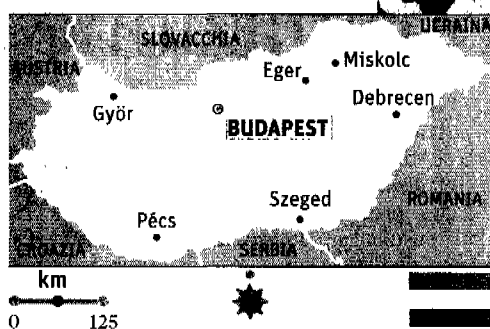 UCRAINA
SLOVACCHIA
AUSTRIA
Eger
Miskolc
Györ
Debrecen
BUDAPEST
Szeged
ROMANIA
Pécs
CROAZIA
SERBIA
km
0 125